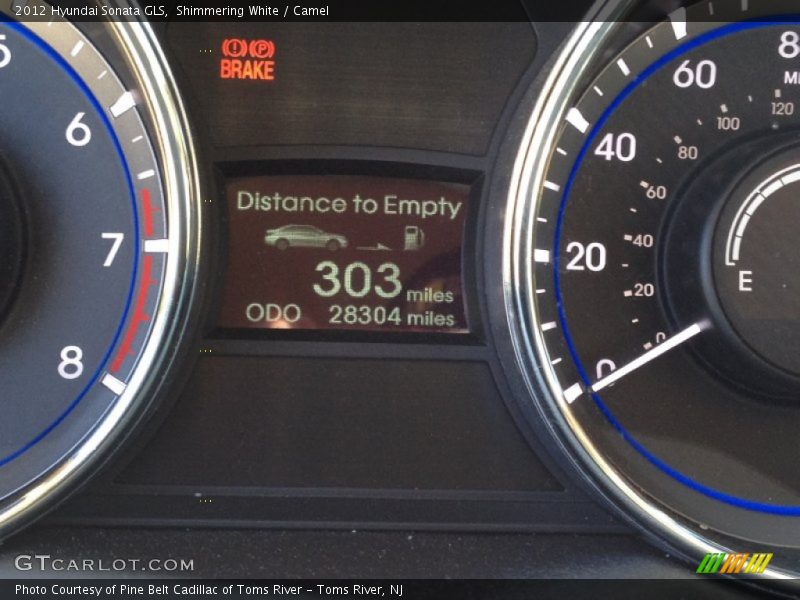 2012 Hyundai Sonata GLS, Shimmering White / Camel
BRAKE
Distance to Empty
303 miles
ODO 28304 miles
5
6
7
8
0
20
40
60
80
0
20
40
60
80
100
120
E
GTCARLOT.COM
Photo Courtesy of Pine Belt Cadillac of Toms River - Toms River, NJ